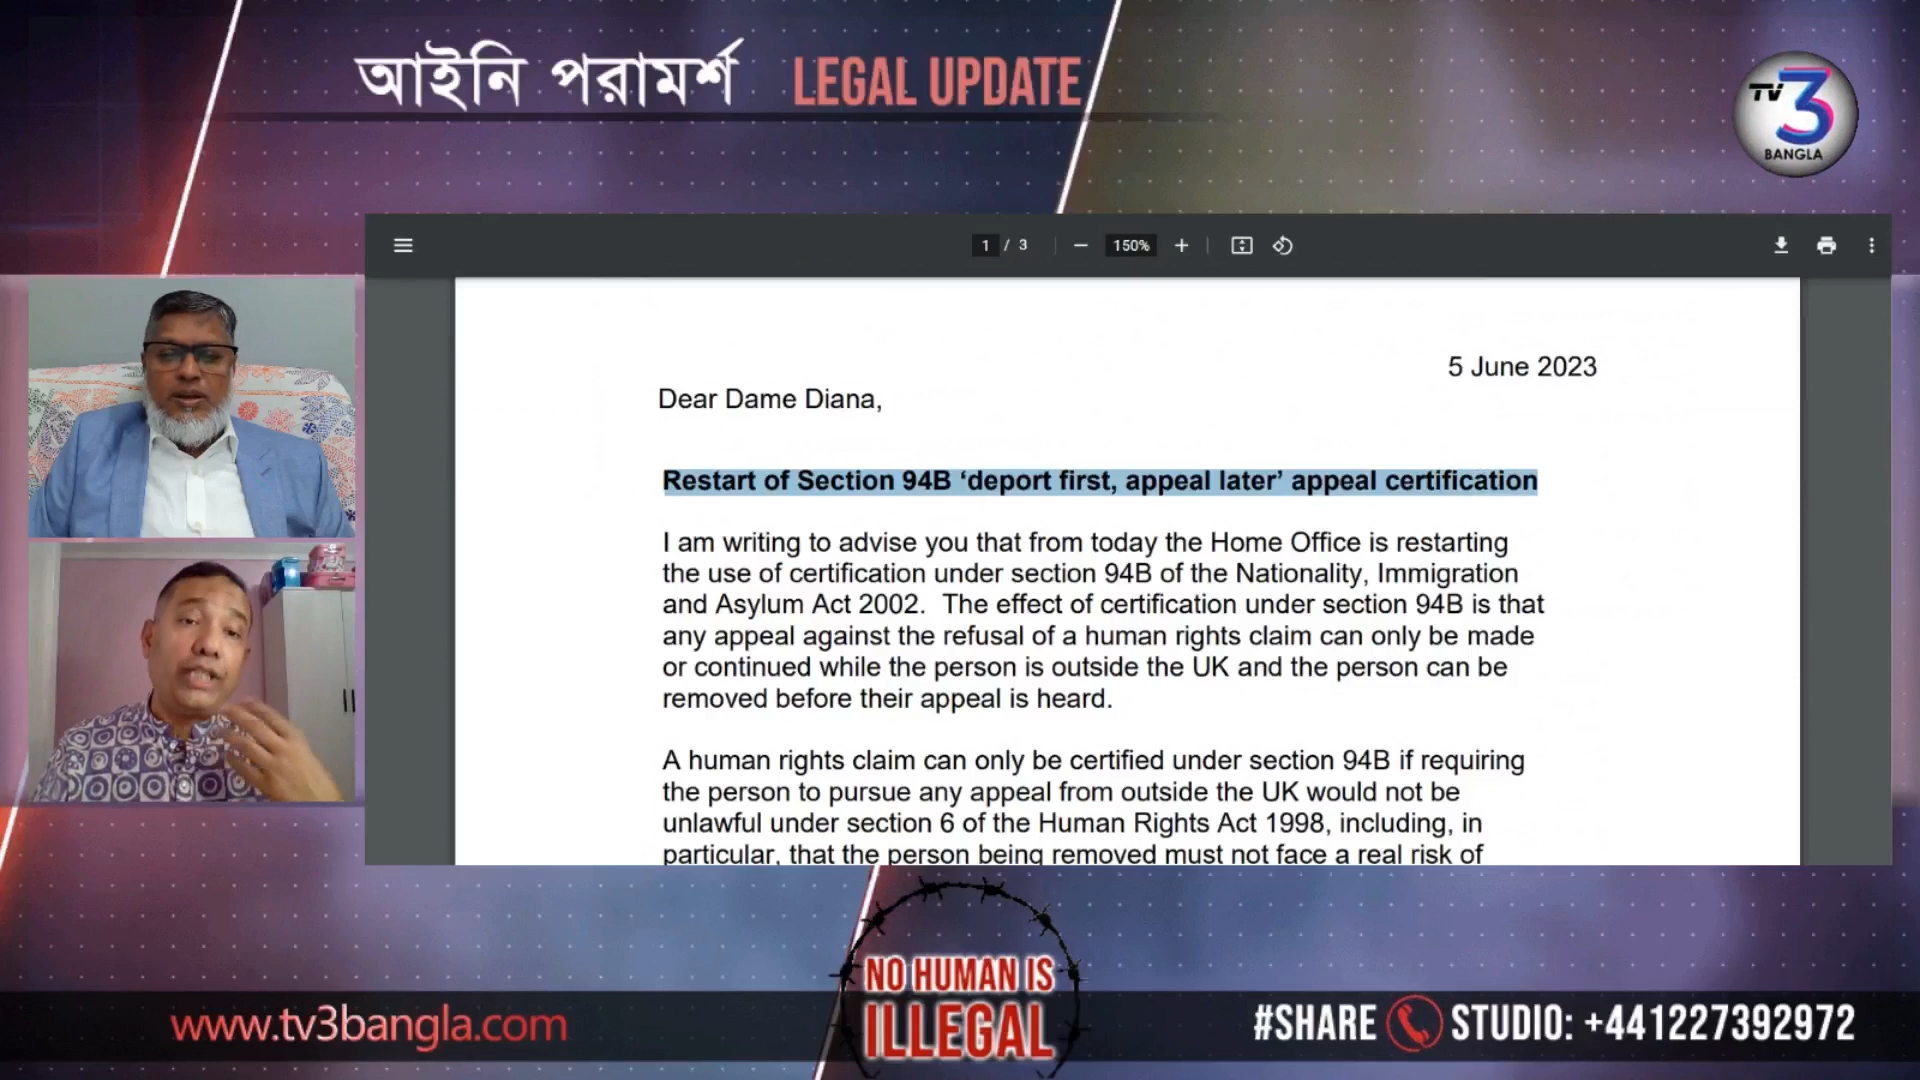 আইনি পরামর্শ LEGAL UPDATE
TV3
BANGLA
1 / 3
150%
5 June 2023
Dear Dame Diana,
Restart of Section 94B ‘deport first, appeal later’ appeal certification
I am writing to advise you that from today the Home Office is restarting
the use of certification under section 94B of the Nationality, Immigration
and Asylum Act 2002.  The effect of certification under section 94B is that
any appeal against the refusal of a human rights claim can only be made
or continued while the person is outside the UK and the person can be
removed before their appeal is heard.
A human rights claim can only be certified under section 94B if requiring
the person to pursue any appeal from outside the UK would not be
unlawful under section 6 of the Human Rights Act 1998, including, in
particular, that the person being removed must not face a real risk of
NO HUMAN IS
ILLEGAL
www.tv3bangla.com
#SHARE STUDIO: +441227392972